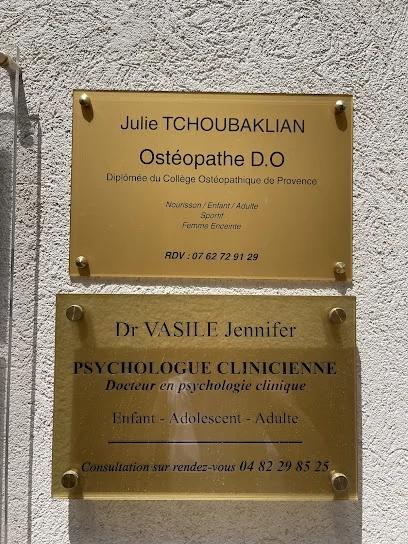 Julie TCHOUBAKLIAN
Ostéopathe D.O
Diplômée du Collège Ostéopathique de Provence
Nourisson / Enfant / Adulte
Sportif
Femme Enceinte
RDV : 07 62 72 91 29
Dr VASILE Jennifer
PSYCHOLOGUE CLINICIENNE
Docteur en psychologie clinique
Enfant - Adolescent - Adulte
Consultation sur rendez-vous 04 82 29 85 25